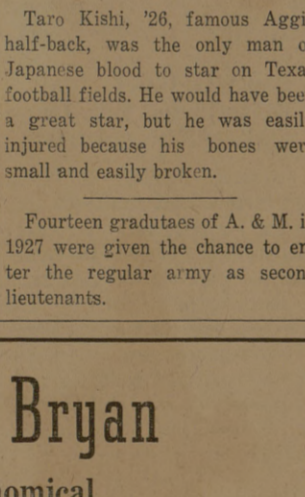 Taro Kishi, '26, famous Aggi
half-back, was the only man o
Japanese blood to star on Texa
football fields. He would have bee
a great star, but he was easil
injured because his bones wer
small and easily broken.
Fourteen gradutaes of A. & M. i
1927 were given the chance to en
ter the regular army as secon
lieutenants.
Bryan
nomical